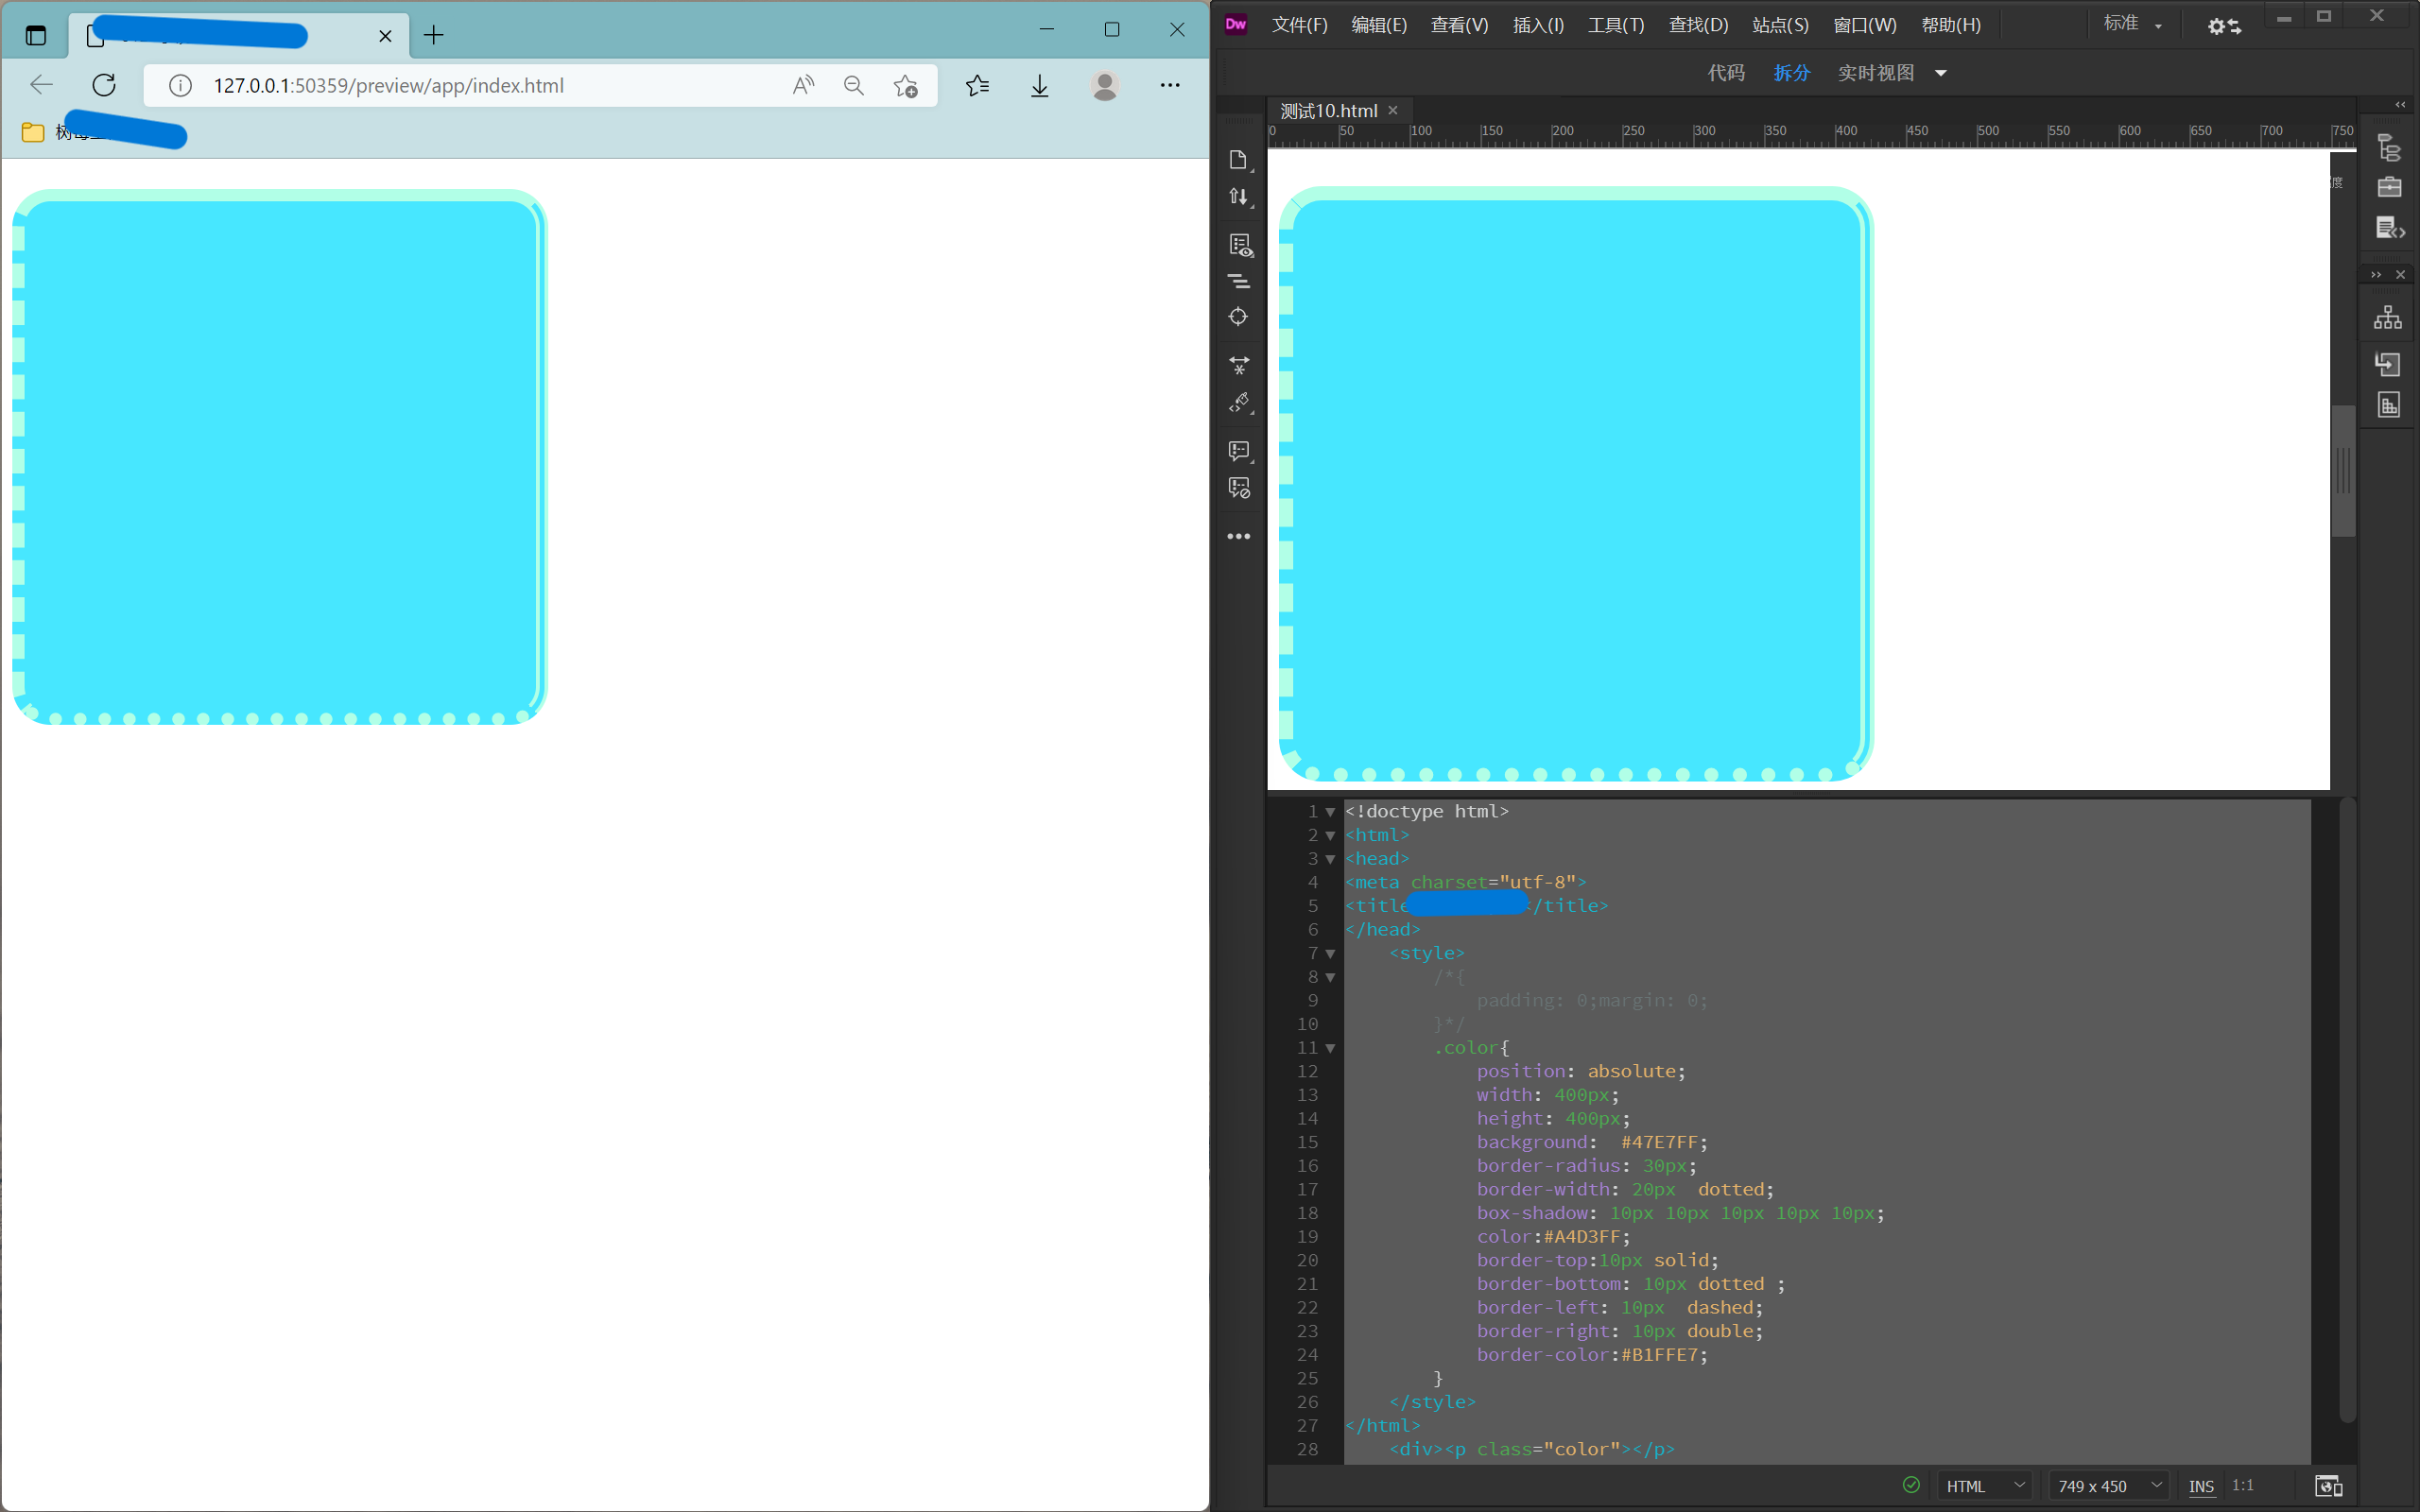 127.0.0.1:50359/preview/app/index.html
Dw 文件(F) 编辑(E) 查看(V) 插入(I) 工具(T) 查找(D) 站点(S) 窗口(W) 帮助(H) 标准
代码 拆分 实时视图
测试10.html
0 50 100 150 200 250 300 350 400 450 500 550 600 650 700 750
度
1 <!doctype html>
2 <html>
3 <head>
4 <meta charset="utf-8">
5 <title </title>
6 </head>
7 <style>
8 /*{
9 padding: 0;margin: 0;
10 }*/
11 .color{
12 position: absolute;
13 width: 400px;
14 height: 400px;
15 background:  #47E7FF;
16 border-radius: 30px;
17 border-width: 20px  dotted;
18 box-shadow: 10px 10px 10px 10px 10px;
19 color:#A4D3FF;
20 border-top:10px solid;
21 border-bottom: 10px dotted ;
22 border-left: 10px  dashed;
23 border-right: 10px double;
24 border-color:#B1FFE7;
25 }
26 </style>
27 </html>
28 <div><p class="color"></p>
HTML 749 x 450 INS 1:1